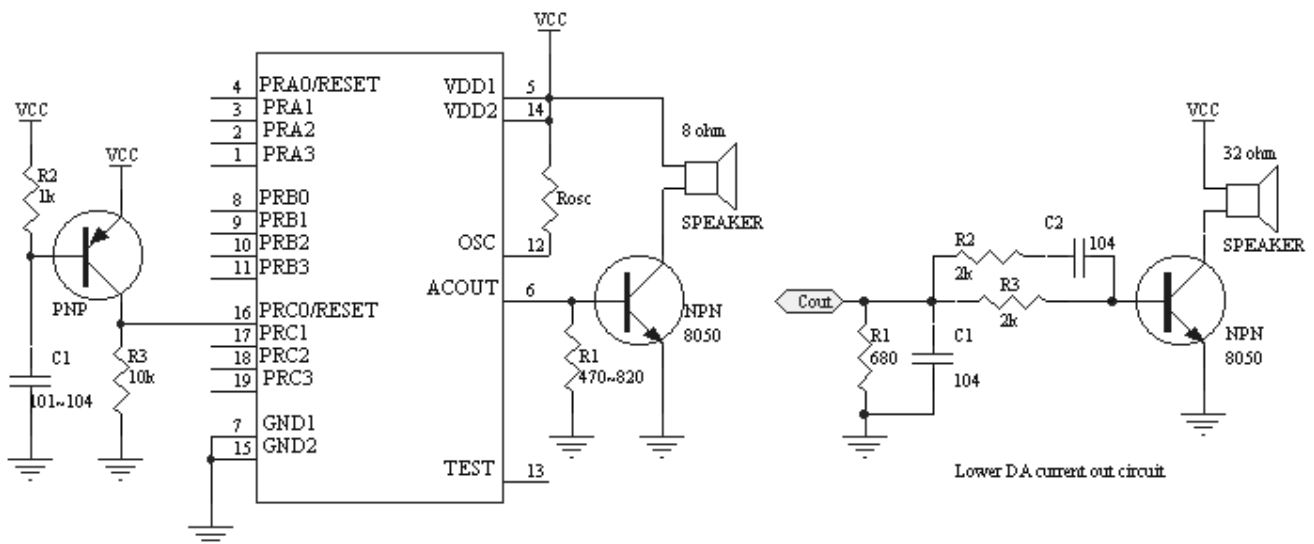 VCC
R2
1k
VCC
PNP
C1
101~104
R3
10k
4 PRA0/RESET
3 PRA1
2 PRA2
1 PRA3
8 PRB0
9 PRB1
10 PRB2
11 PRB3
16 PRC0/RESET
17 PRC1
18 PRC2
19 PRC3
7 GND1
15 GND2
VDD1 5
VDD2 14
OSC 12
ACOUT 6
TEST 13
VCC
Rosc
8 ohm
SPEAKER
NPN
8050
R1
470~820
Cout
R1
680
C1
104
R2
2k
C2
104
R3
2k
VCC
32 ohm
SPEAKER
NPN
8050
Lower DA current out circuit